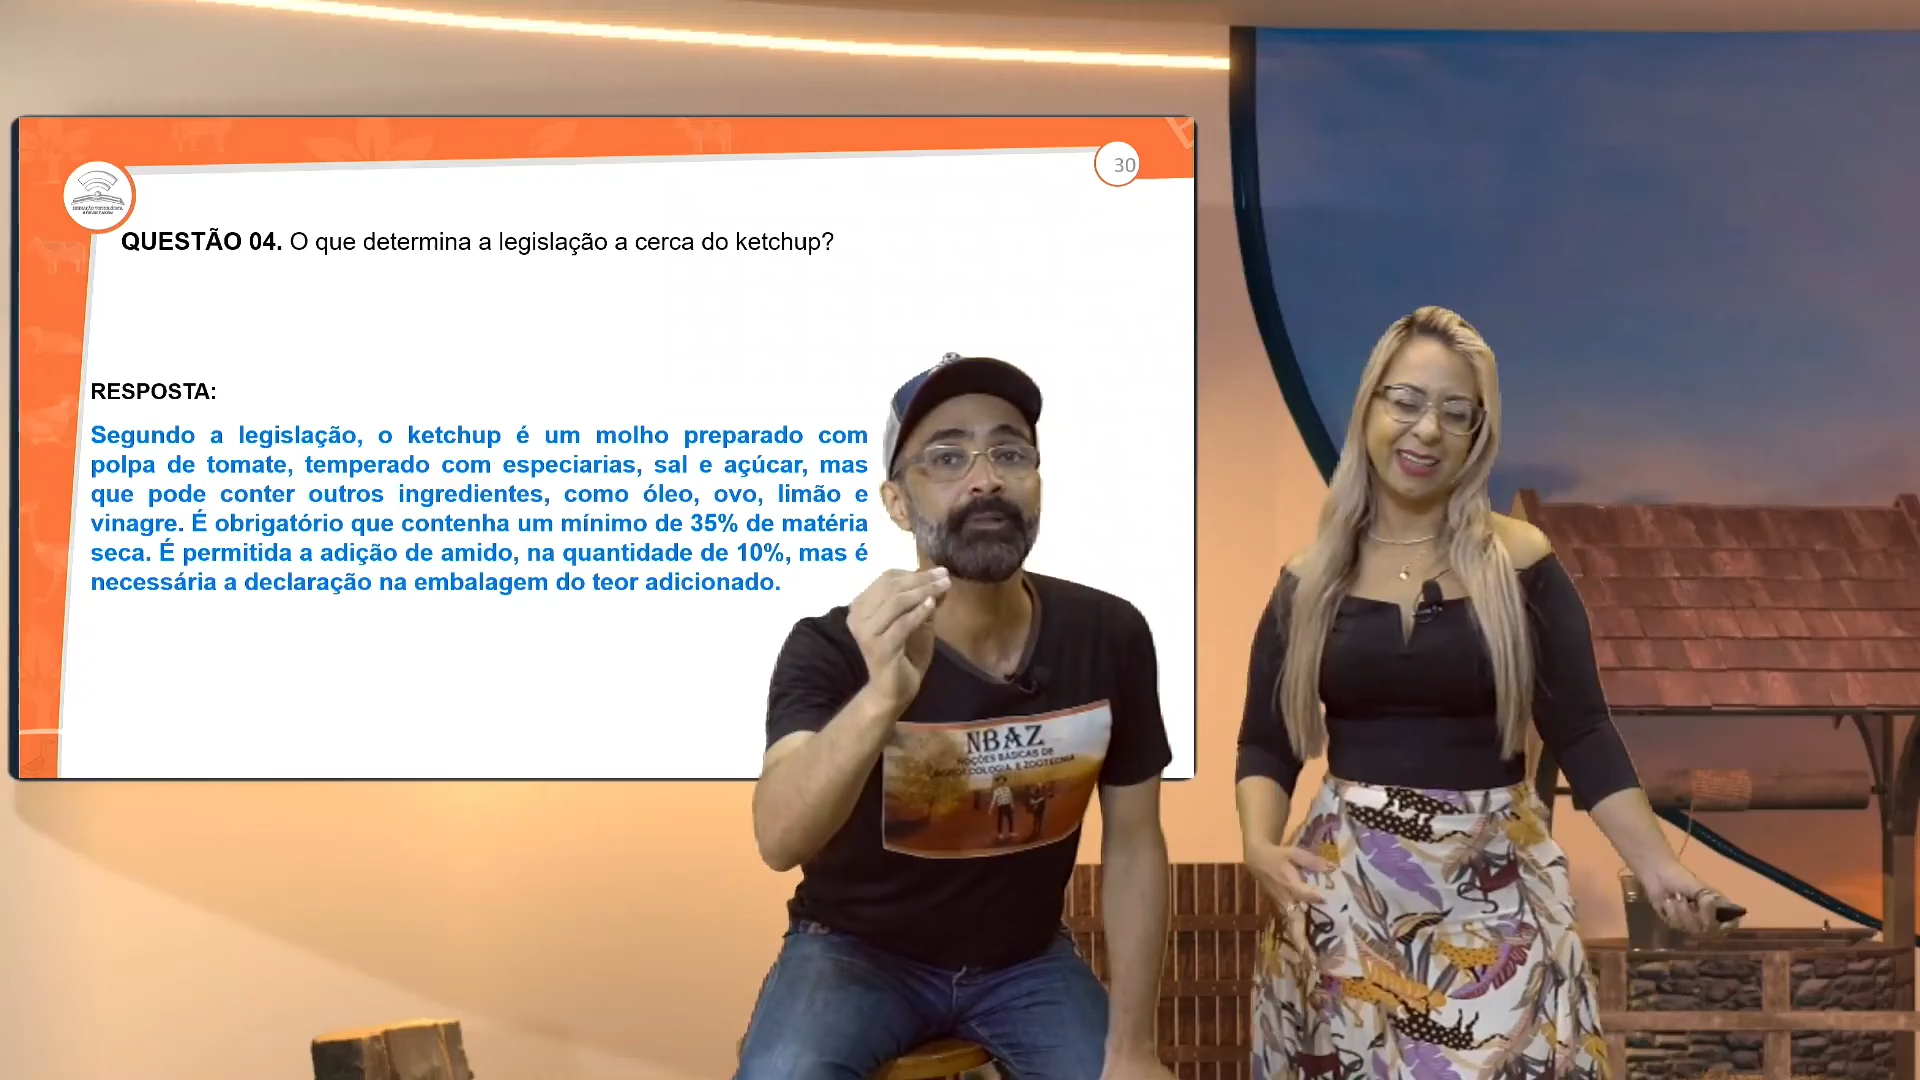 30
QUESTÃO 04. O que determina a legislação a cerca do ketchup?
RESPOSTA:
Segundo a legislação, o ketchup é um molho preparado com
polpa de tomate, temperado com especiarias, sal e açúcar, mas
que pode conter outros ingredientes, como óleo, ovo, limão e
vinagre. É obrigatório que contenha um mínimo de 35% de matéria
seca. É permitida a adição de amido, na quantidade de 10%, mas é
necessária a declaração na embalagem do teor adicionado.
NBAZ
NOÇÕES BÁSICAS DE
AGROECOLOGIA E ZOOTECNIA